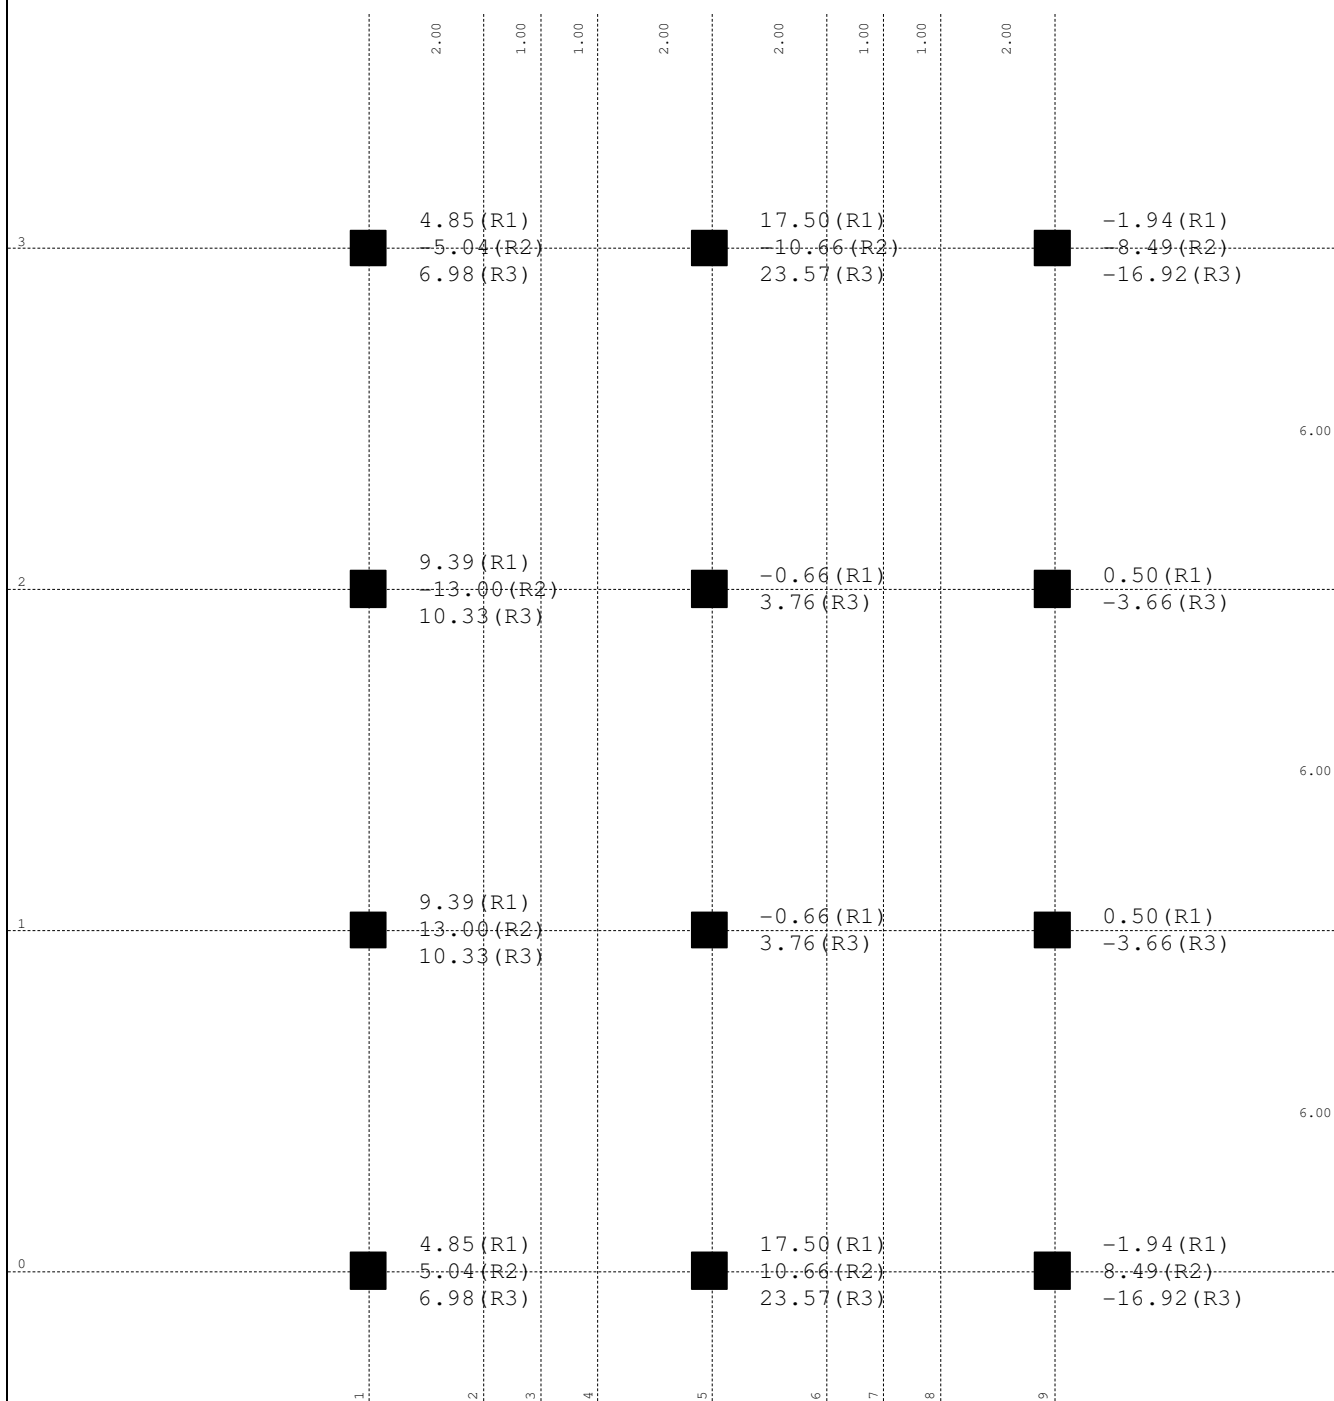 2.00 1.00 1.00 2.00 2.00 1.00 1.00 2.00
4.85(R1) 17.50(R1) -1.94(R1)
3 -5.04(R2) -10.66(R2) -8.49(R2)
6.98(R3) 23.57(R3) -16.92(R3)
6.00
9.39(R1) -0.66(R1) 0.50(R1)
2 -13.00(R2)
10.33(R3) 3.76(R3) -3.66(R3)
6.00
9.39(R1) -0.66(R1) 0.50(R1)
1 13.00(R2)
10.33(R3) 3.76(R3) -3.66(R3)
6.00
4.85(R1) 17.50(R1) -1.94(R1)
0 5.04(R2) 10.66(R2) 8.49(R2)
6.98(R3) 23.57(R3) -16.92(R3)
1 2 3 4 5 6 7 8 9